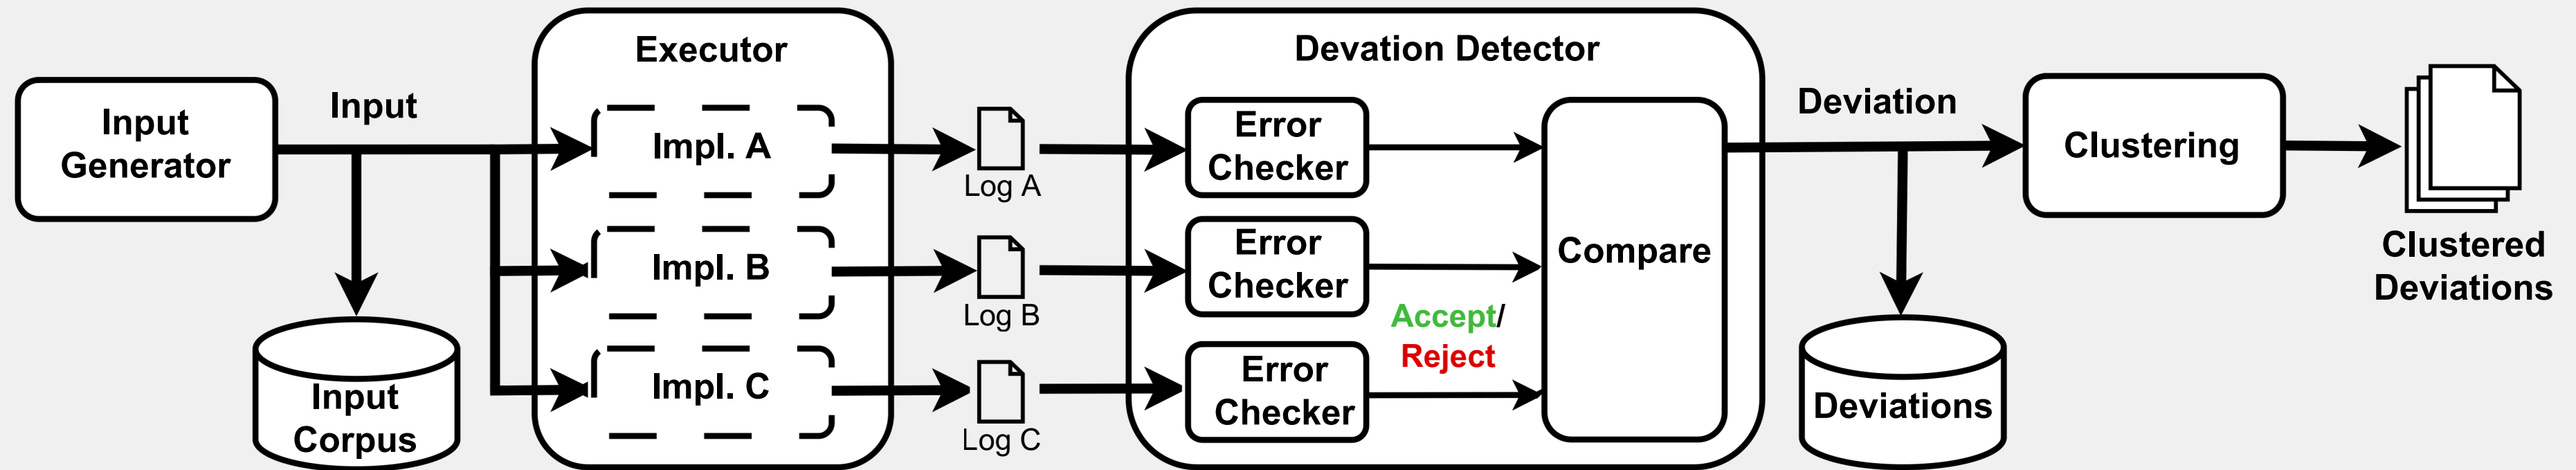 Input
Generator
Input
Input
Corpus
Executor
Impl. A
Impl. B
Impl. C
Log A
Log B
Log C
Devation Detector
Error
Checker
Error
Checker
Error
Checker
Accept/
Reject
Compare
Deviation
Deviations
Clustering
Clustered
Deviations